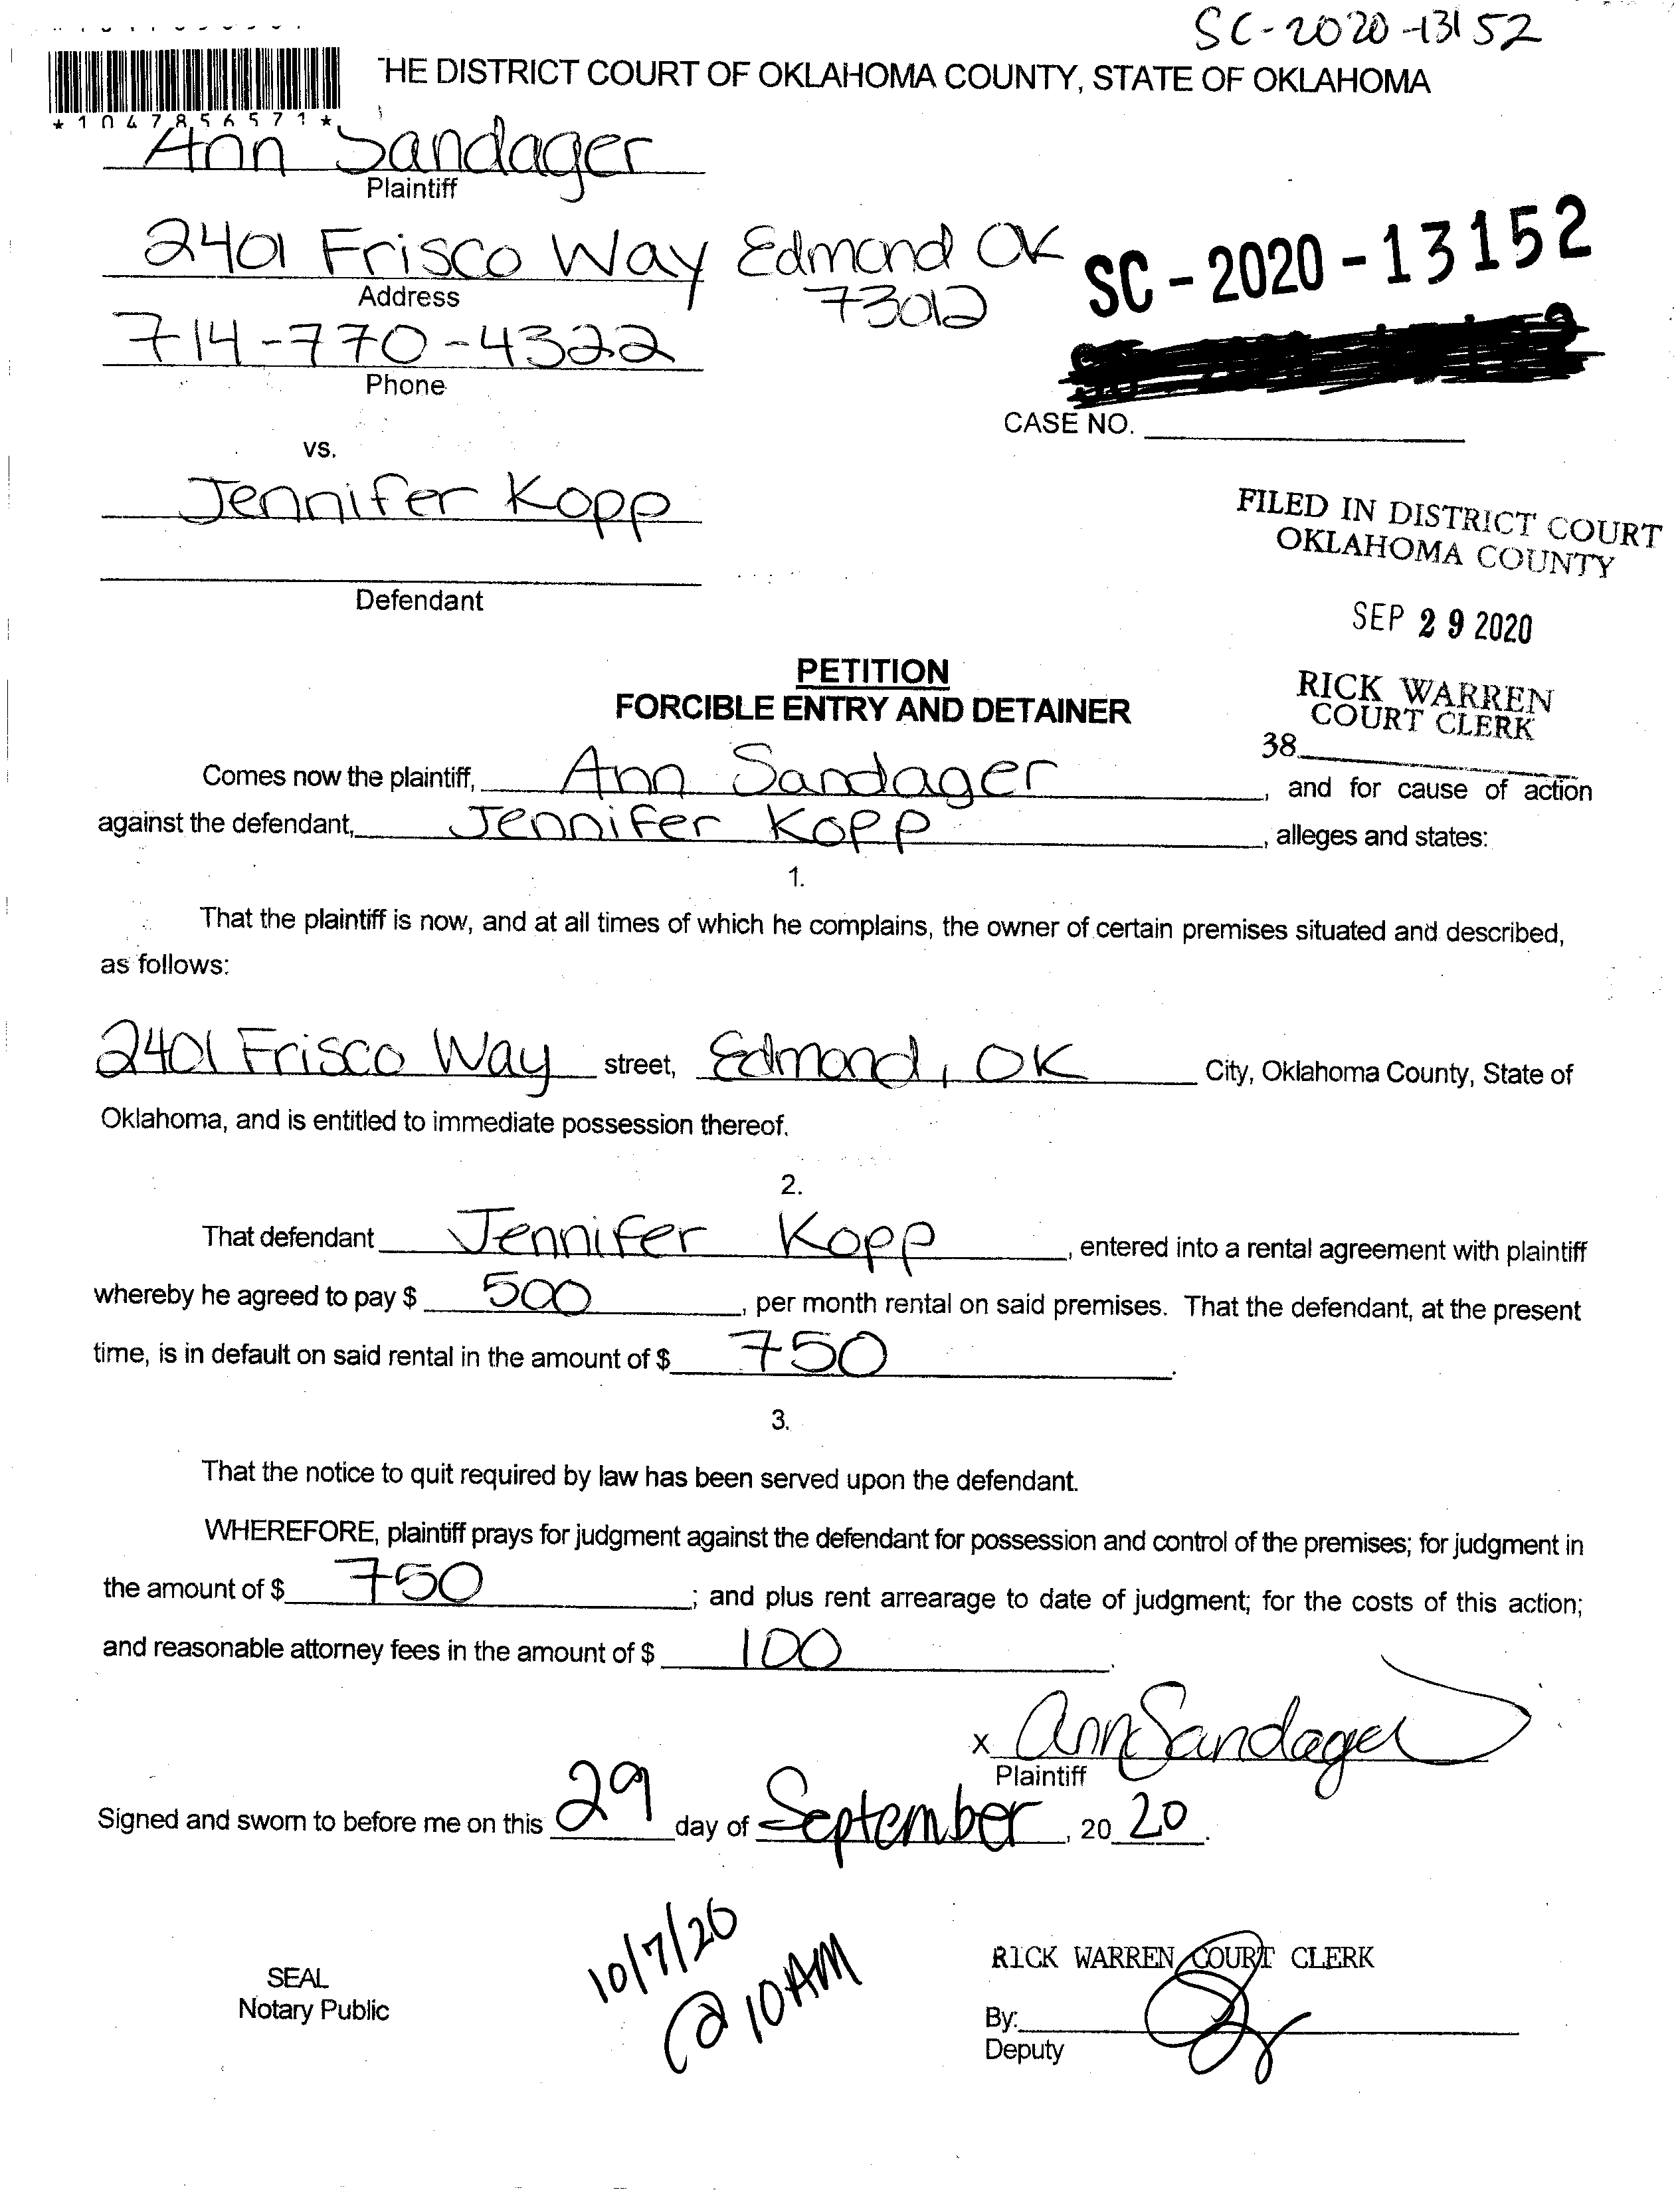 SC-2020-13152
HE DISTRICT COURT OF OKLAHOMA COUNTY, STATE OF OKLAHOMA
*1047856571*
Ann Sandager
Plaintiff
2401 Frisco Way Edmond OK
73012
Address
SC-2020-13152
714-770-4322
Phone
CASE NO.
vs.
Jennifer Kopp
Defendant
FILED IN DISTRICT COURT
OKLAHOMA COUNTY
SEP 29 2020
RICK WARREN
COURT CLERK
38
PETITION
FORCIBLE ENTRY AND DETAINER
Comes now the plaintiff, Ann Sandager, and for cause of action
against the defendant, Jennifer Kopp, alleges and states:
1.
That the plaintiff is now, and at all times of which he complains, the owner of certain premises situated and described,
as follows:
2401 Frisco Way street, Edmond, OK City, Oklahoma County, State of
Oklahoma, and is entitled to immediate possession thereof.
2.
That defendant Jennifer Kopp, entered into a rental agreement with plaintiff
whereby he agreed to pay $ 500, per month rental on said premises. That the defendant, at the present
time, is in default on said rental in the amount of $ 750.
3.
That the notice to quit required by law has been served upon the defendant.
WHEREFORE, plaintiff prays for judgment against the defendant for possession and control of the premises; for judgment in
the amount of $ 750; and plus rent arrearage to date of judgment; for the costs of this action;
and reasonable attorney fees in the amount of $ 100.
x Ann Sandager
Plaintiff
Signed and sworn to before me on this 29 day of September, 20 20.
10/7/20
@ 10AM
SEAL
Notary Public
RICK WARREN COURT CLERK
By:
Deputy